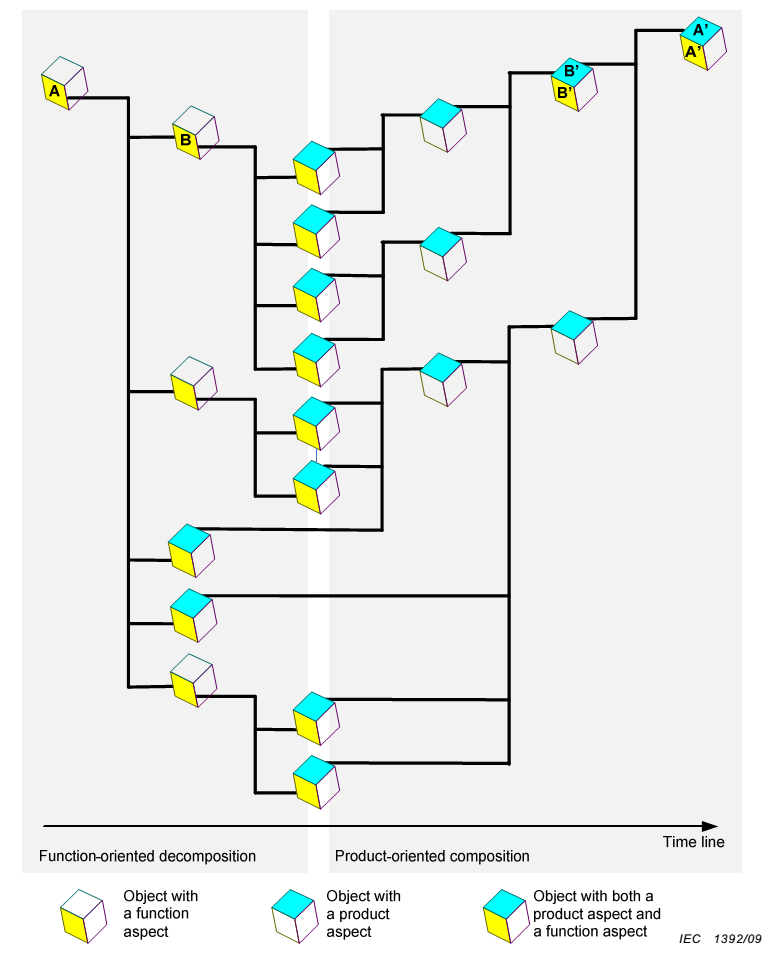 A’
A’
B’
B’
A
B
Time line
Function-oriented decomposition
Product-oriented composition
Object with
a function
aspect
Object with
a product
aspect
Object with both a
product aspect and
a function aspect
IEC 1392/09